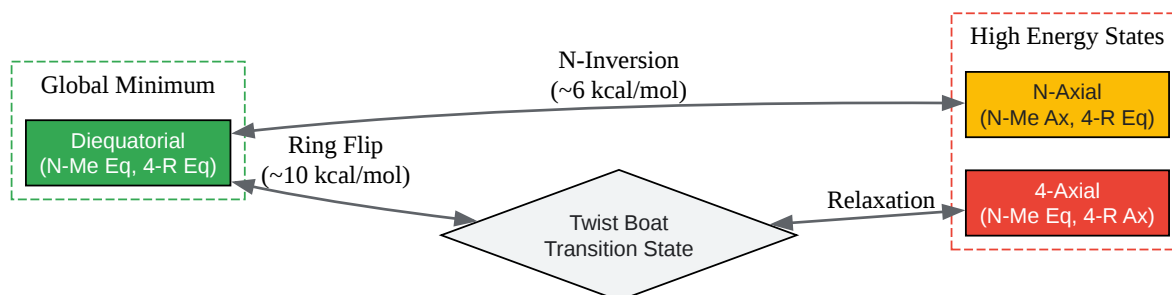 Global Minimum
Diequatorial
(N-Me Eq, 4-R Eq)
N-Inversion
(~6 kcal/mol)
Ring Flip
(~10 kcal/mol)
Twist Boat
Transition State
Relaxation
High Energy States
N-Axial
(N-Me Ax, 4-R Eq)
4-Axial
(N-Me Eq, 4-R Ax)